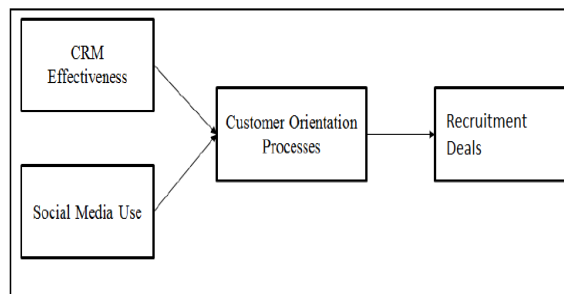 CRM
Effectiveness
Customer Orientation
Processes
Recruitment
Deals
Social Media Use